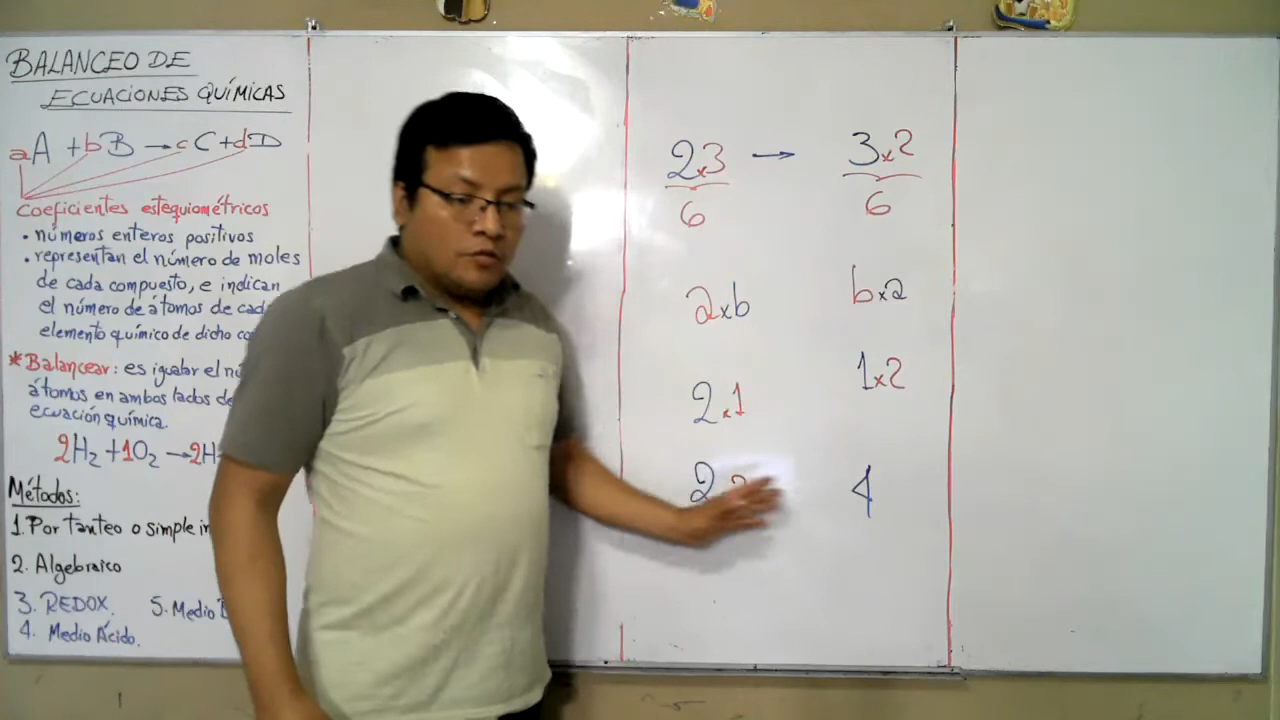 BALANCEO DE
ECUACIONES QUÍMICAS
aA + bB → cC + dD
coeficientes estequiométricos
• números enteros positivos
• representan el número de moles
de cada compuesto, e indican
el número de átomos de cad
elemento químico de dicho co
*Balancear: es igualar el nú
átomos en ambos lados de
ecuación química.
2H₂ + 1O₂ → 2H
Métodos:
1. Por tanteo o simple in
2. Algebraico
3. REDOX. 5. Medio B
4. Medio Ácido.
2x3 → 3x2
6 6
axb bxa
2x1 1x2
2 4